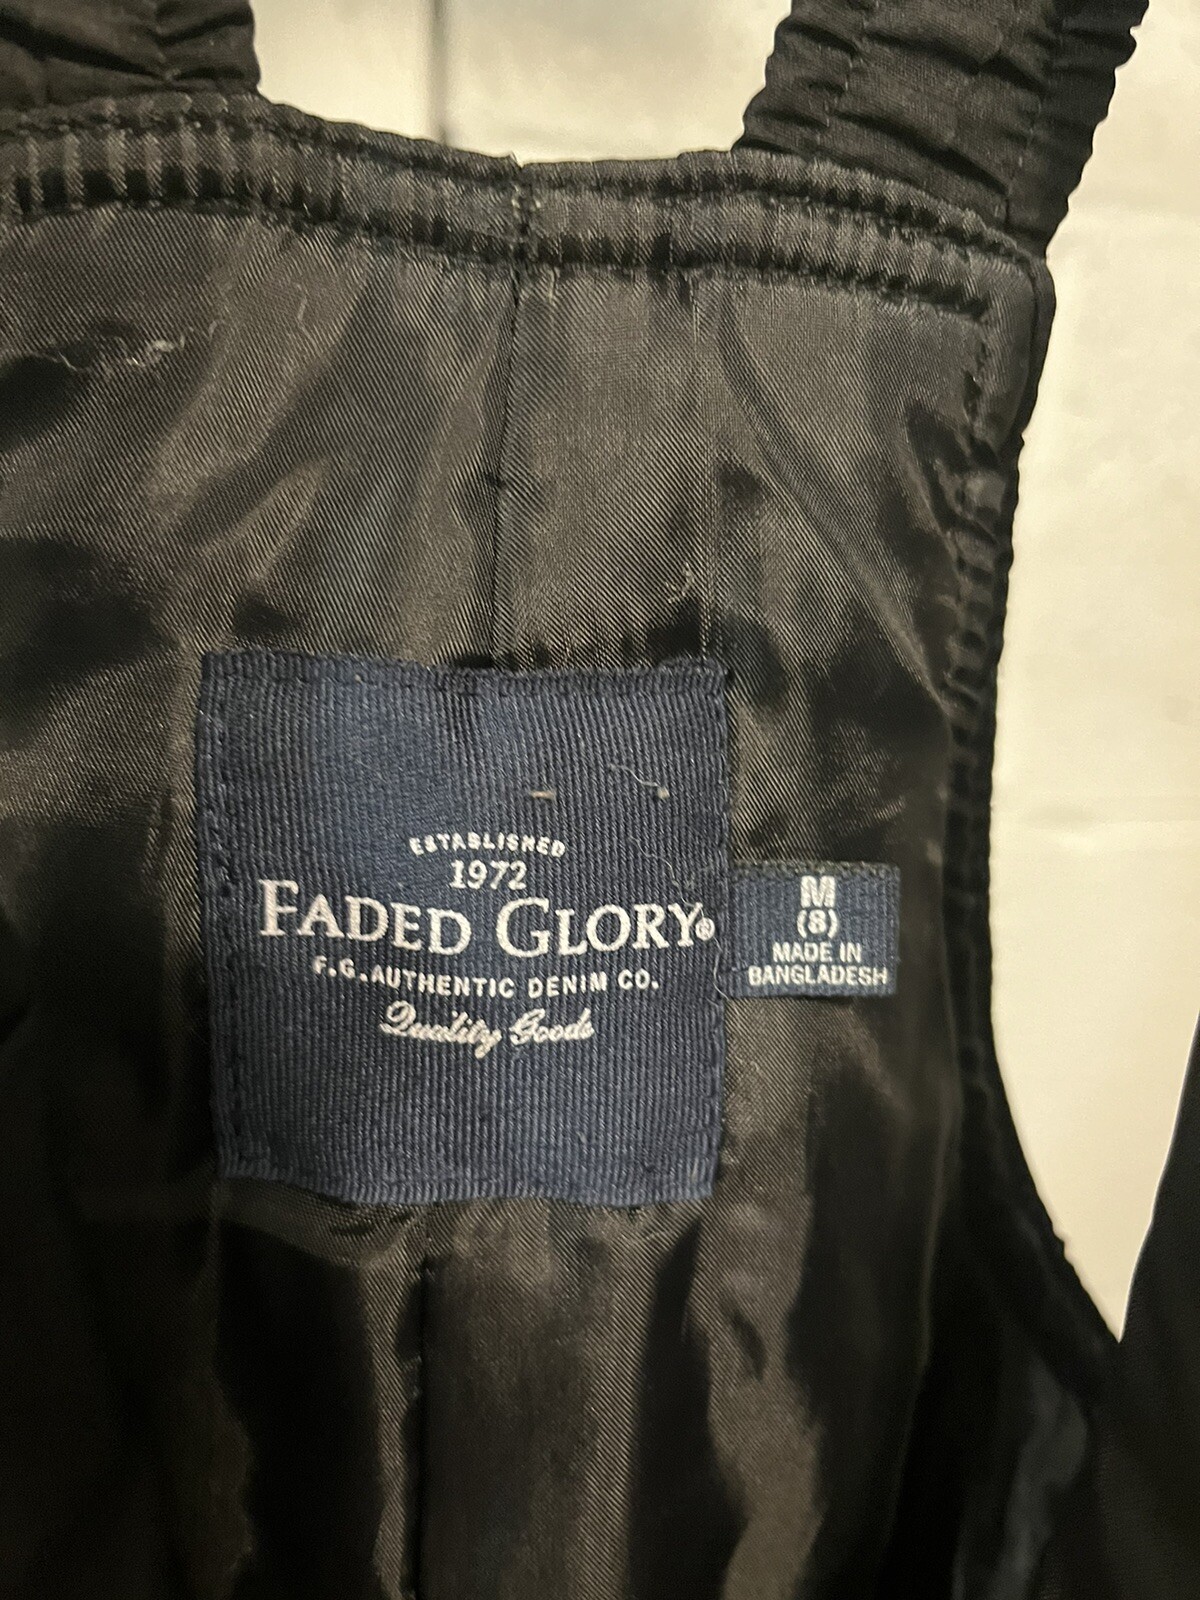 ESTABLISHED
1972
FADED GLORY®
F.G. AUTHENTIC DENIM CO.
Quality Goods
M
(8)
MADE IN
BANGLADESH